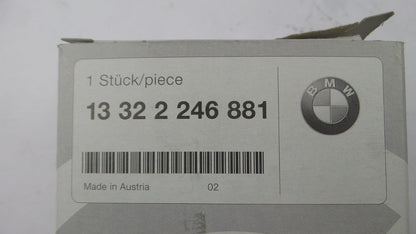 1 Stück/piece
13 32 2 246 881
BMW
Made in Austria 02